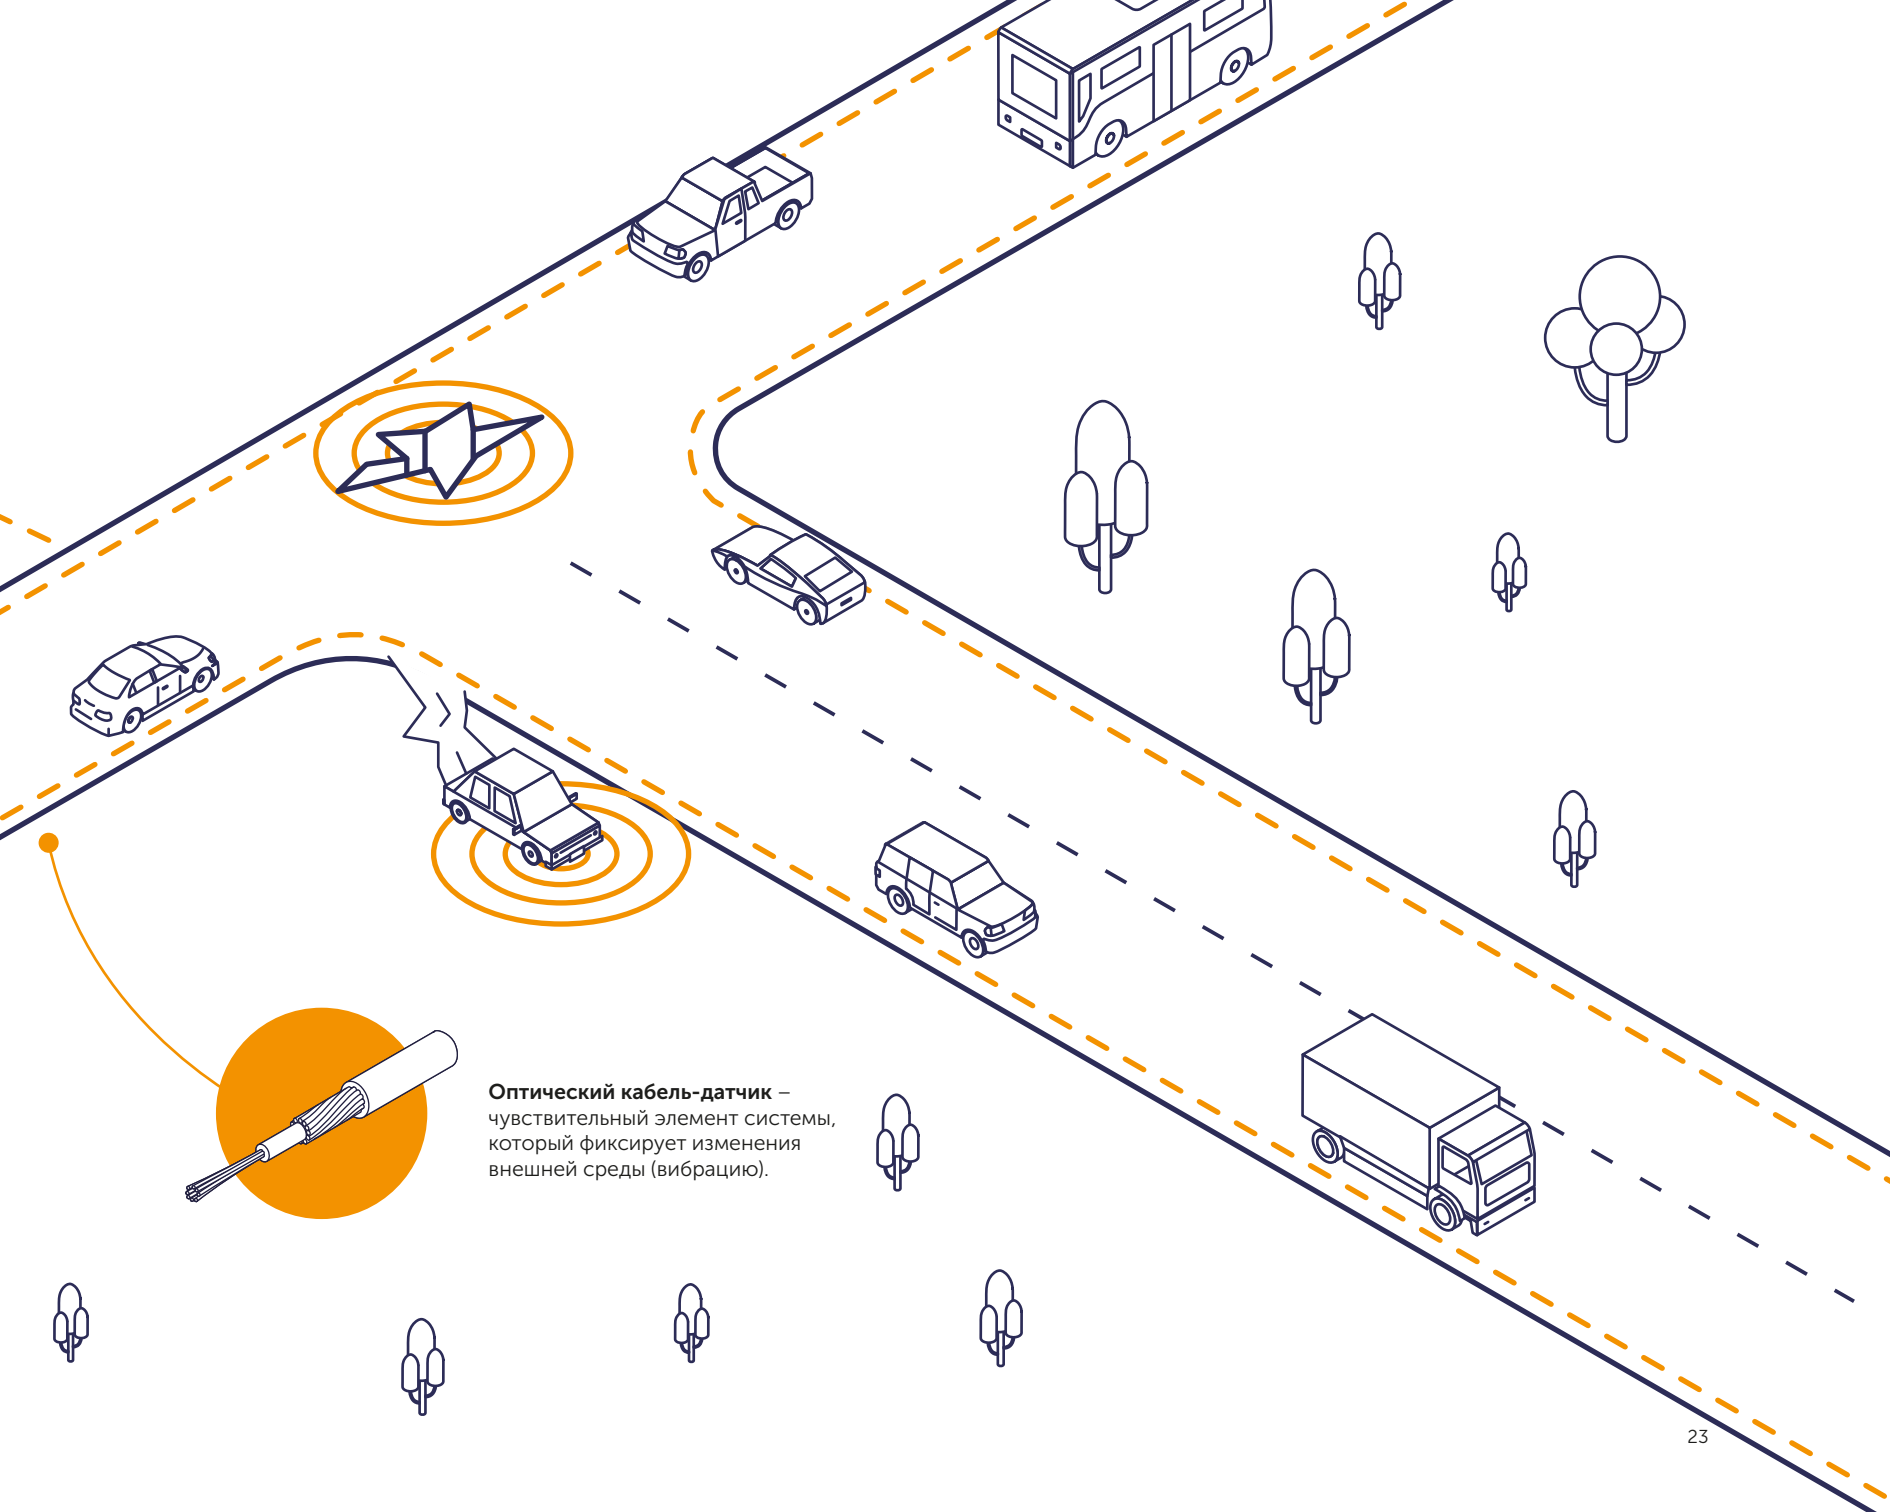 Оптический кабель-датчик –
чувствительный элемент системы,
который фиксирует изменения
внешней среды (вибрацию).
23